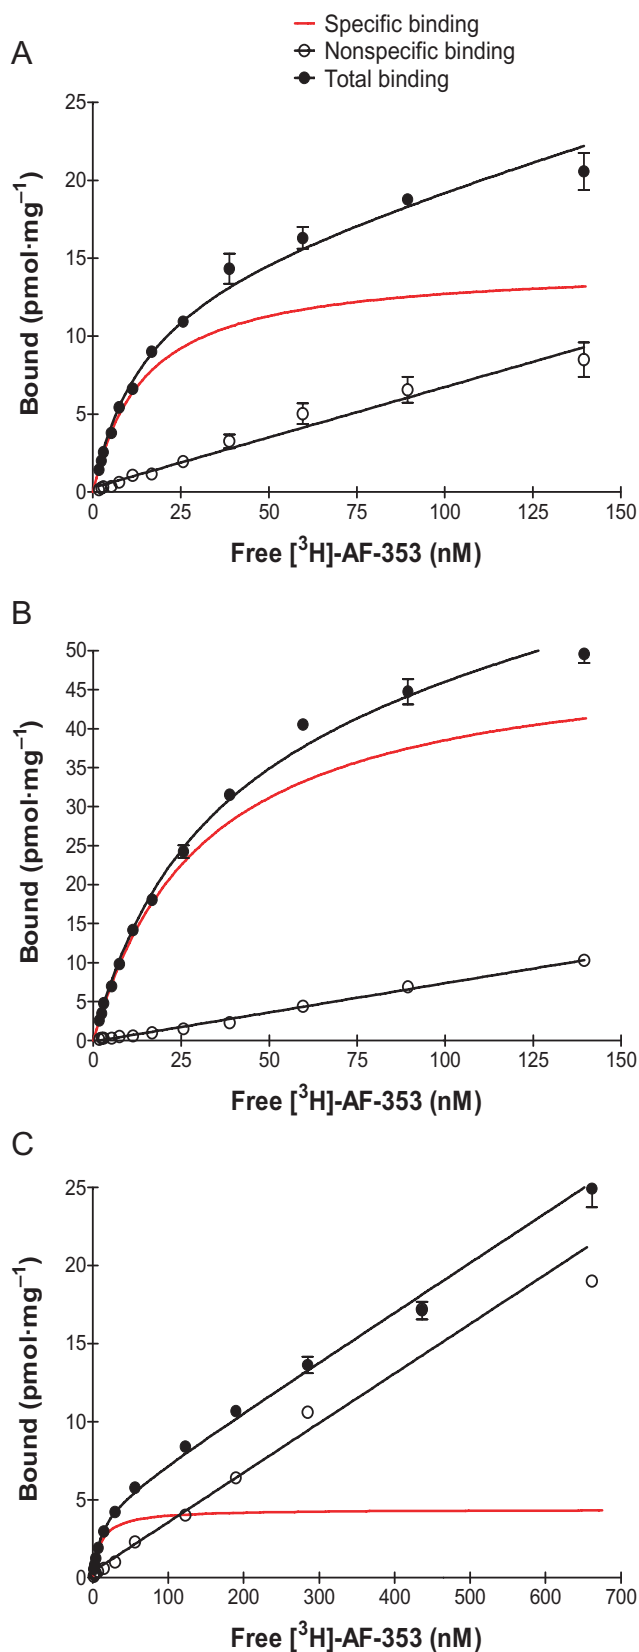 Specific binding
Nonspecific binding
Total binding
A
25
20
15
10
5
0
Bound (pmol·mg⁻¹)
0 25 50 75 100 125 150
Free [³H]-AF-353 (nM)
B
50
45
40
35
30
25
20
15
10
5
0
Bound (pmol·mg⁻¹)
0 25 50 75 100 125 150
Free [³H]-AF-353 (nM)
C
25
20
15
10
5
0
Bound (pmol·mg⁻¹)
0 100 200 300 400 500 600 700
Free [³H]-AF-353 (nM)